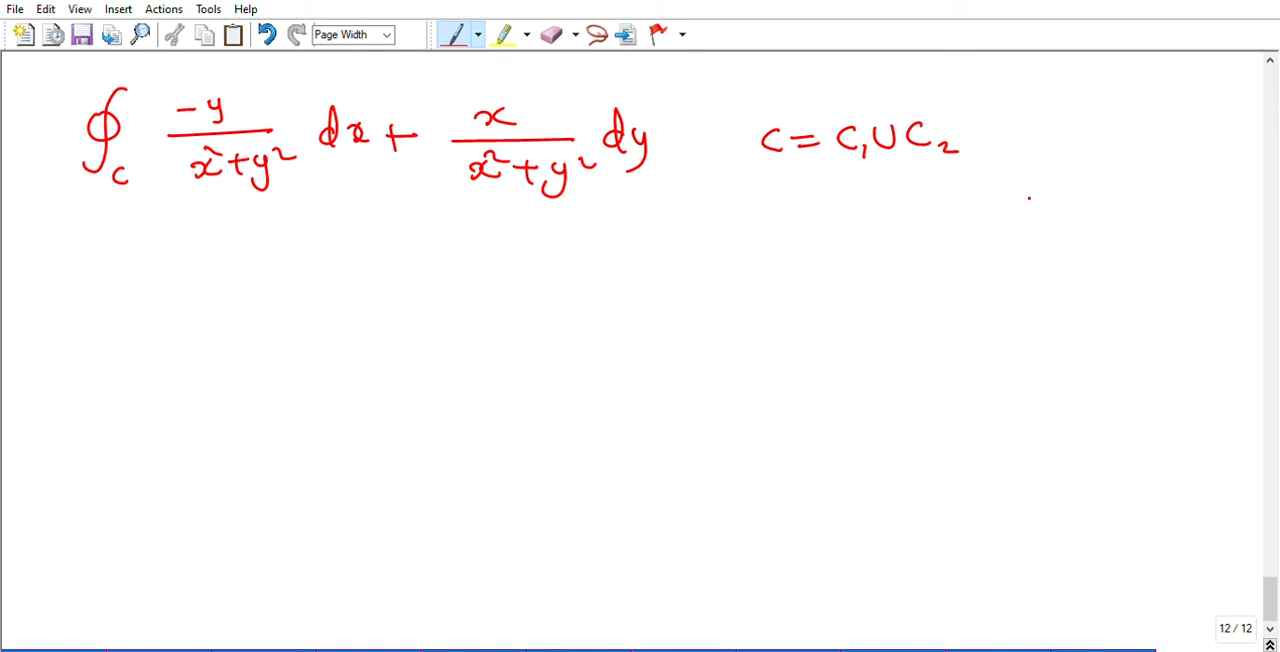 File Edit View Insert Actions Tools Help
Page Width
∮_C -y/(x²+y²) dx + x/(x²+y²) dy C = C₁ ∪ C₂
12 / 12